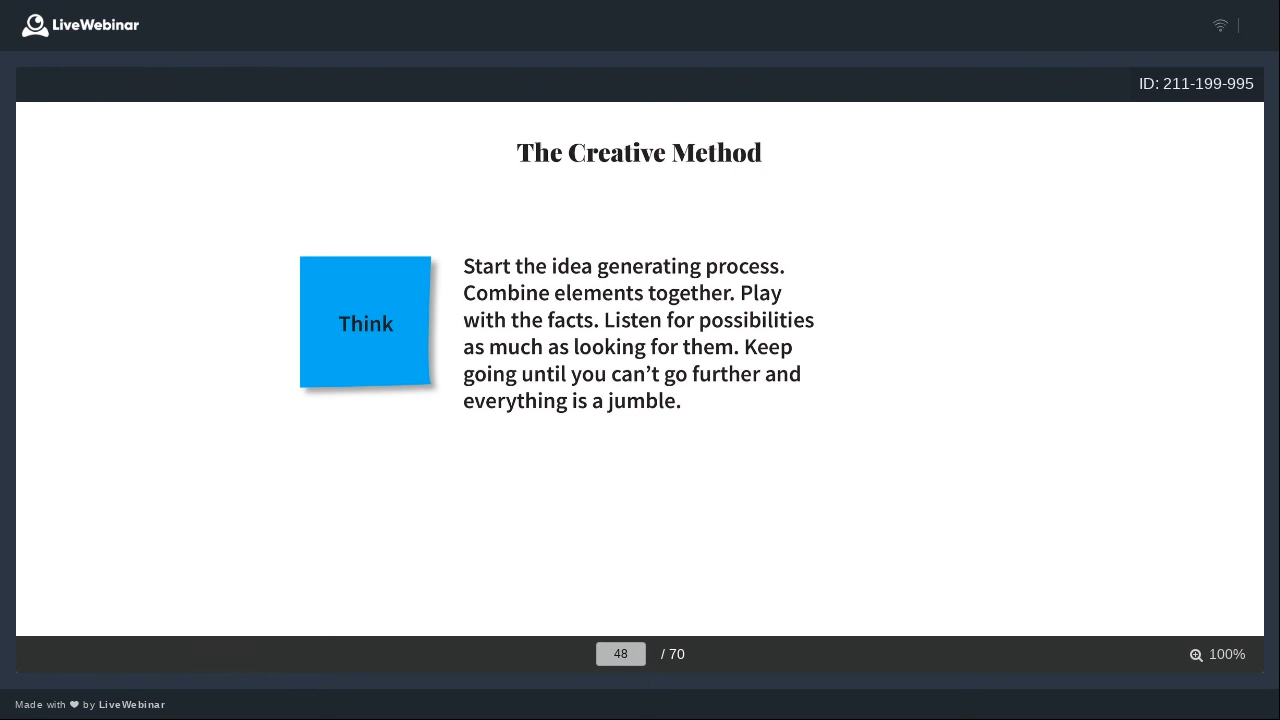 LiveWebinar
ID: 211-199-995
The Creative Method
Think
Start the idea generating process.
Combine elements together. Play
with the facts. Listen for possibilities
as much as looking for them. Keep
going until you can’t go further and
everything is a jumble.
48 / 70
100%
Made with ❤ by LiveWebinar